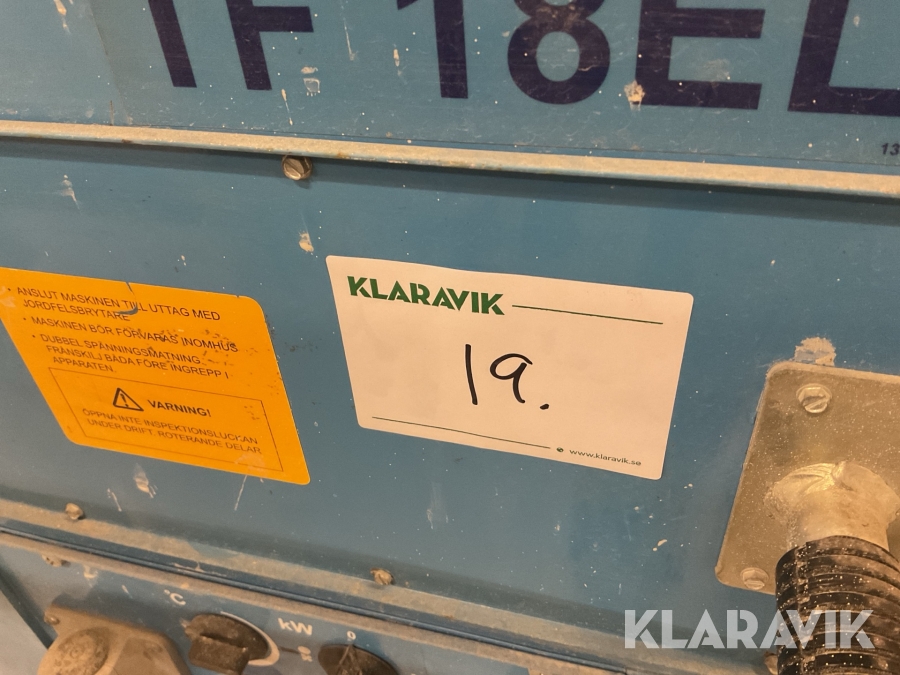 TF 18EL
13
• ANSLUT MASKINEN TILL UTTAG MED
JORDFELSBRYTARE
• MASKINEN BÖR FÖRVARAS INOMHUS
• DUBBEL SPÄNNINGSMATNING
FRÅNSKILJ BÅDA FÖRE INGREPP I
APPARATEN.
VARNING!
ÖPPNA INTE INSPEKTIONSLUCKAN
UNDER DRIFT. ROTERANDE DELAR.
KLARAVIK
19.
www.klaravik.se
°C
kW
0
KLARAVIK